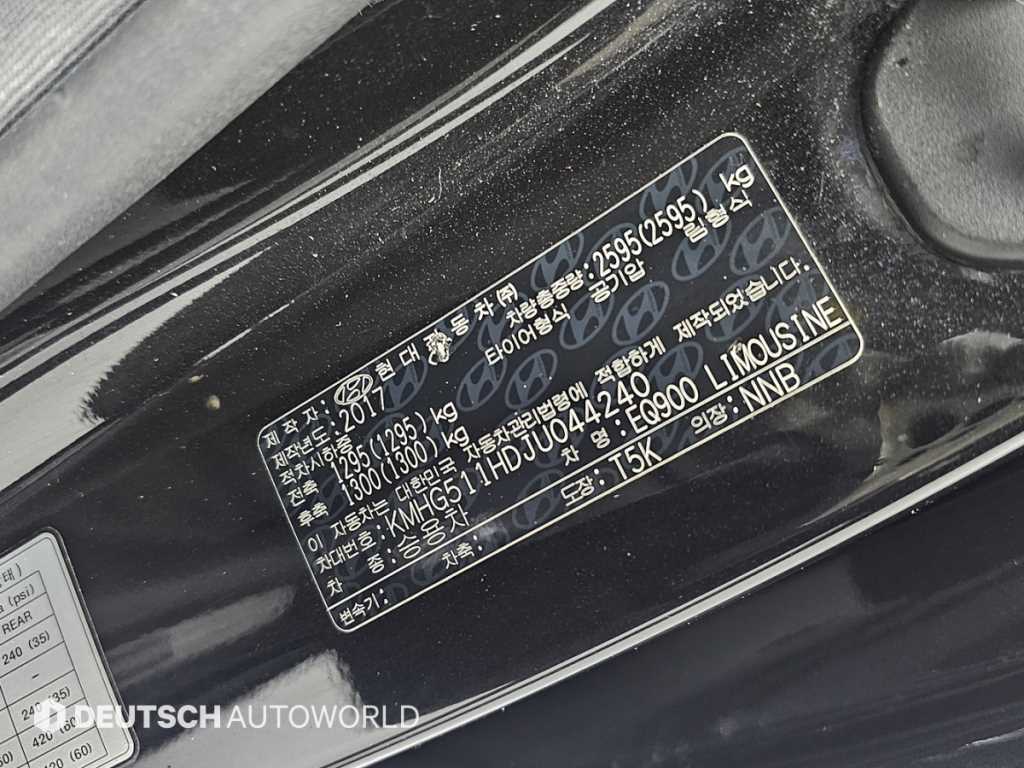 제작자: 현대자동차(주)
제작년도: 2017 차량총중량: 2595(2595) kg
적차시하중 타이어형식 공기압 림형식
전축 1295(1295) kg
후축 1300(1300) kg
이 자동차는 대한민국 자동차관리법령에 적합하게 제작되었습니다.
차대번호: KMHG511HDJU044240
차 종: 승용차 차 명: EQ900 LIMOUSINE
변속기: 차축: 도장: T5K 의장: NNB
(psi)
REAR
240 (35)
-
240 (35)
420 (60)
420 (60)
DEUTSCH AUTOWORLD